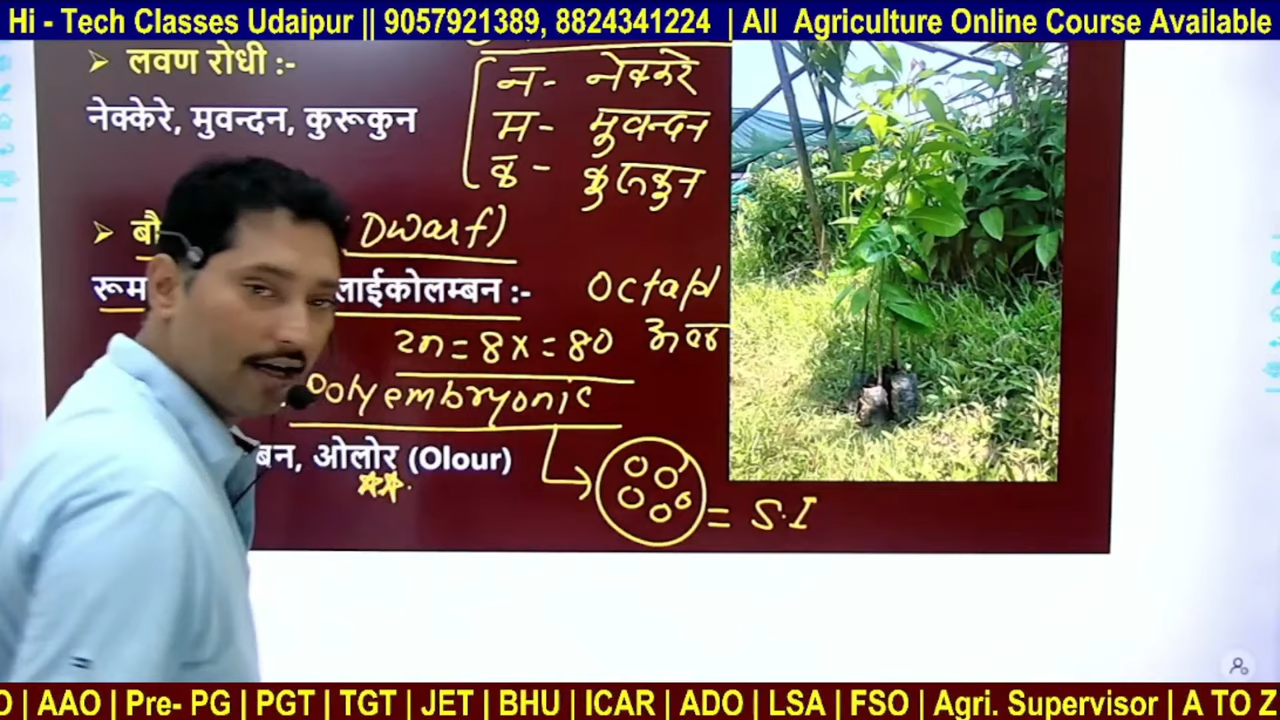 Hi - Tech Classes Udaipur || 9057921389, 8824341224 | All Agriculture Online Course Available
➢ लवण रोधी :-
न- नेक्करे
नेक्केरे, मुवन्दन, कुरूकुन
म- मूवन्दन
क- कुरूकुन
➢ बौ (Dwarf)
रूम लाईकोलम्बन :-
Octapl
2n=8x=80
Polyembryonic
बन, ओलोर (Olour)
= S.I
O | AAO | Pre- PG | PGT | TGT | JET | BHU | ICAR | ADO | LSA | FSO | Agri. Supervisor | A TO Z